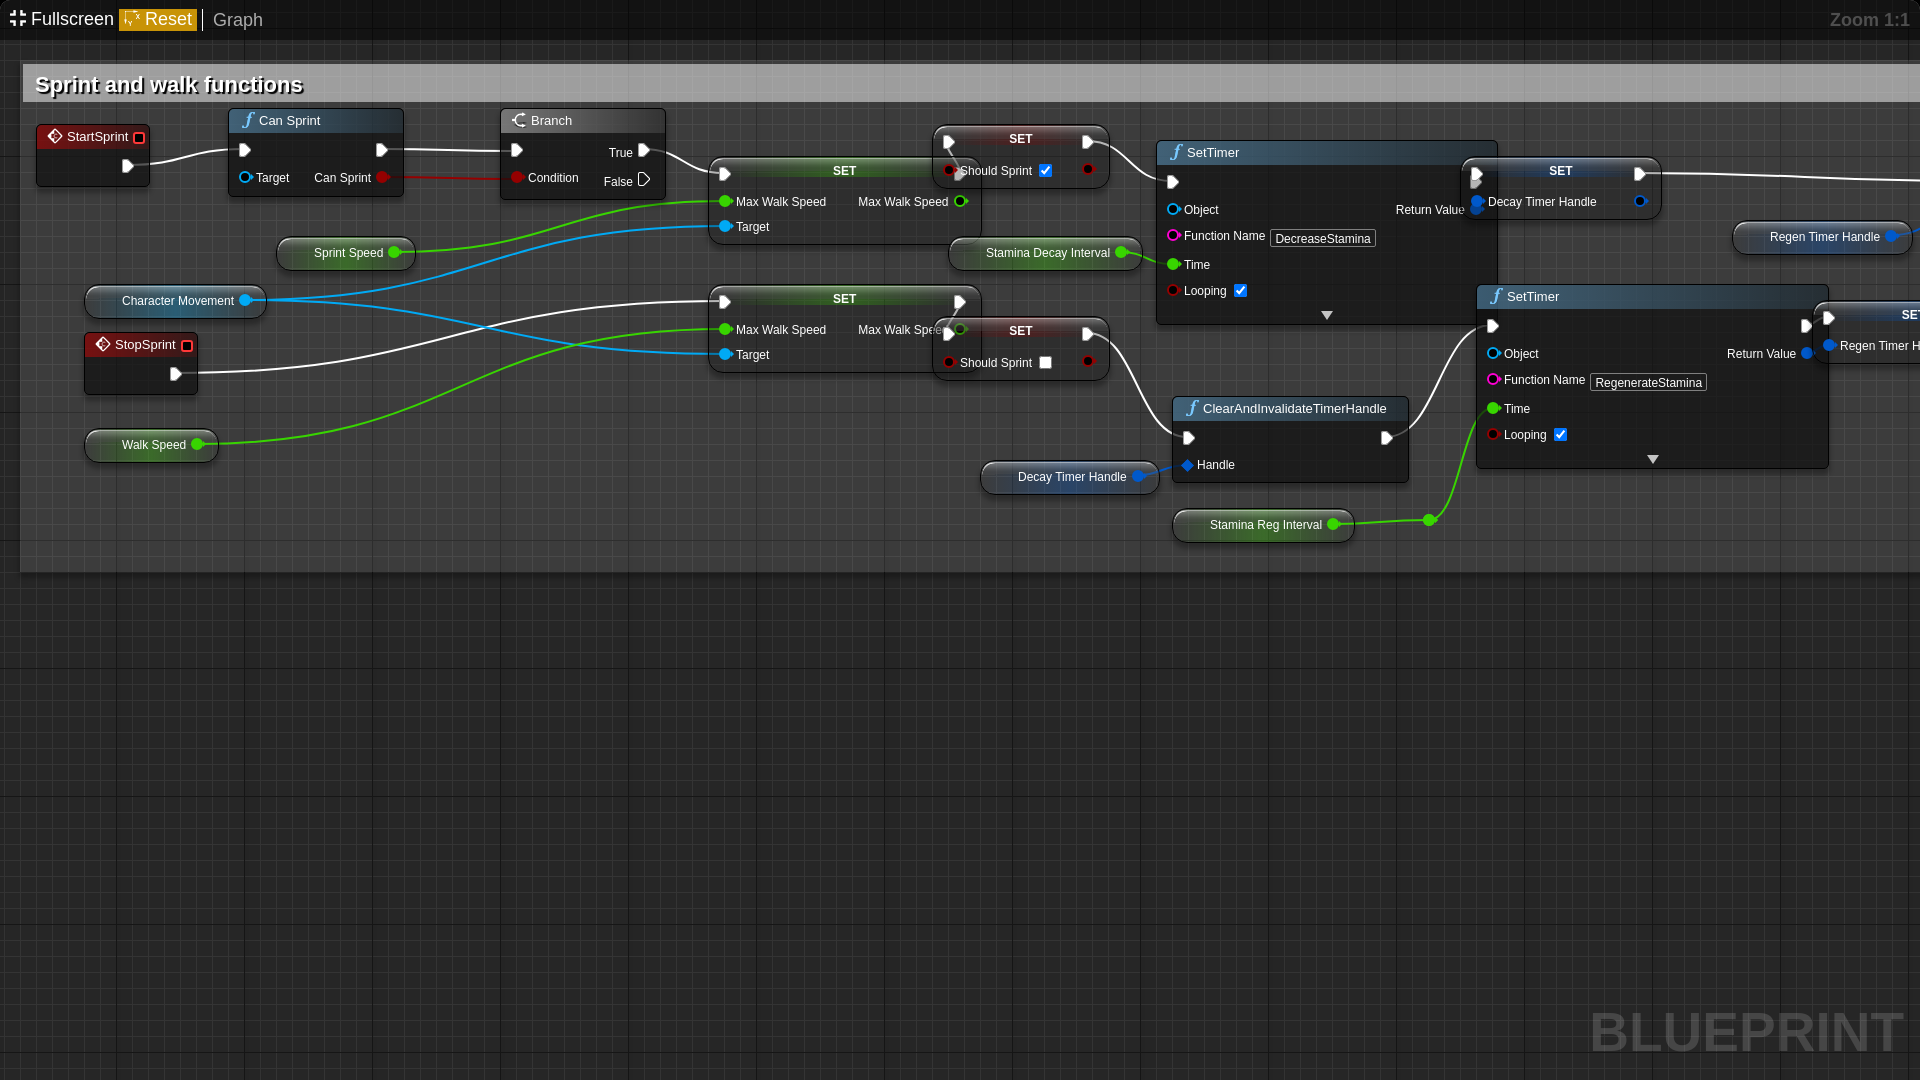 Fullscreen Reset Graph Zoom 1:1
Sprint and walk functions
StartSprint
Can Sprint
Target Can Sprint
Branch
True
Condition
False
SET
Max Walk Speed Max Walk Speed
Target
SET
Should Sprint
SetTimer
Object Return Value
Function Name DecreaseStamina
Time
Looping
SET
Decay Timer Handle
Regen Timer Handle
Sprint Speed
Stamina Decay Interval
Character Movement
StopSprint
SET
Max Walk Speed Max Walk Speed
Target
SET
Should Sprint
SetTimer
Object Return Value
Function Name RegenerateStamina
Time
Looping
SET
Regen Timer H
ClearAndInvalidateTimerHandle
Handle
Walk Speed
Decay Timer Handle
Stamina Reg Interval
BLUEPRINT